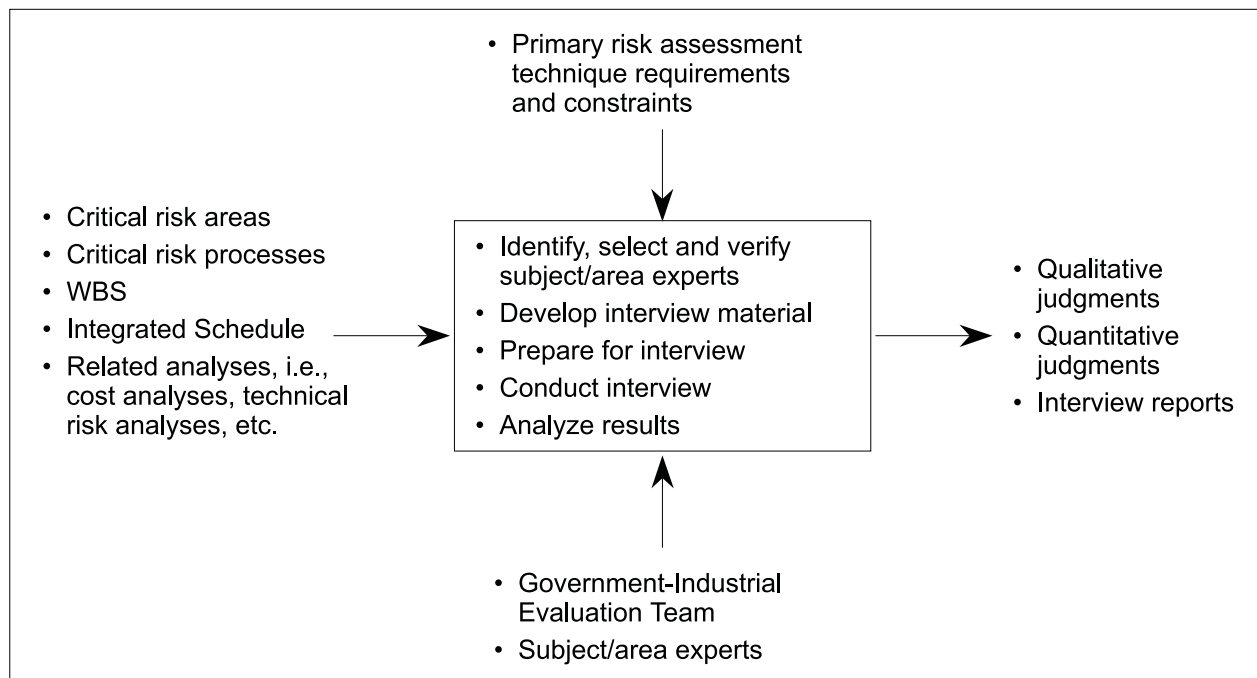 • Primary risk assessment
technique requirements
and constraints
• Critical risk areas
• Critical risk processes
• WBS
• Integrated Schedule
• Related analyses, i.e.,
cost analyses, technical
risk analyses, etc.
• Identify, select and verify
subject/area experts
• Develop interview material
• Prepare for interview
• Conduct interview
• Analyze results
• Qualitative
judgments
• Quantitative
judgments
• Interview reports
• Government-Industrial
Evaluation Team
• Subject/area experts